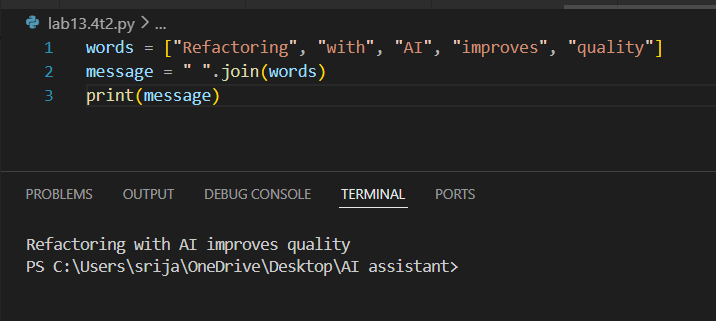 lab13.4t2.py > ...
1 words = ["Refactoring", "with", "AI", "improves", "quality"]
2 message = " ".join(words)
3 print(message)
PROBLEMS OUTPUT DEBUG CONSOLE TERMINAL PORTS
Refactoring with AI improves quality
PS C:\Users\srija\OneDrive\Desktop\AI assistant>